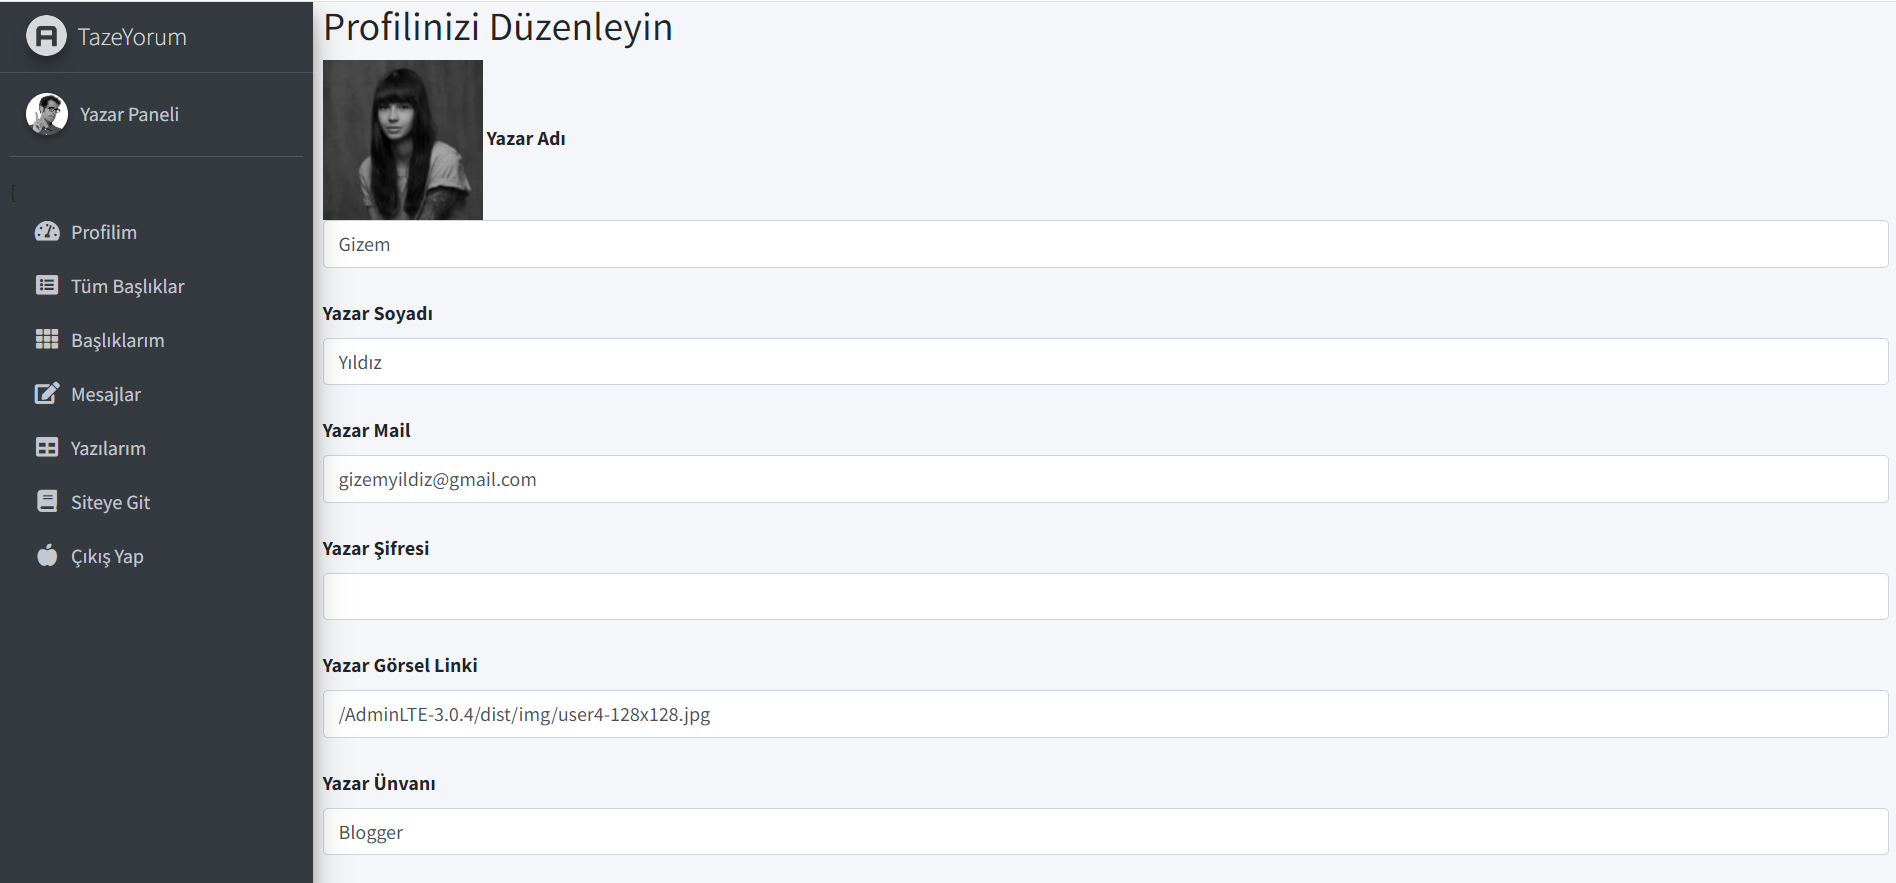 TazeYorum
Yazar Paneli
[
Profilim
Tüm Başlıklar
Başlıklarım
Mesajlar
Yazılarım
Siteye Git
Çıkış Yap
Profilinizi Düzenleyin
Yazar Adı
Gizem
Yazar Soyadı
Yıldız
Yazar Mail
gizemyildiz@gmail.com
Yazar Şifresi
Yazar Görsel Linki
/AdminLTE-3.0.4/dist/img/user4-128x128.jpg
Yazar Ünvanı
Blogger